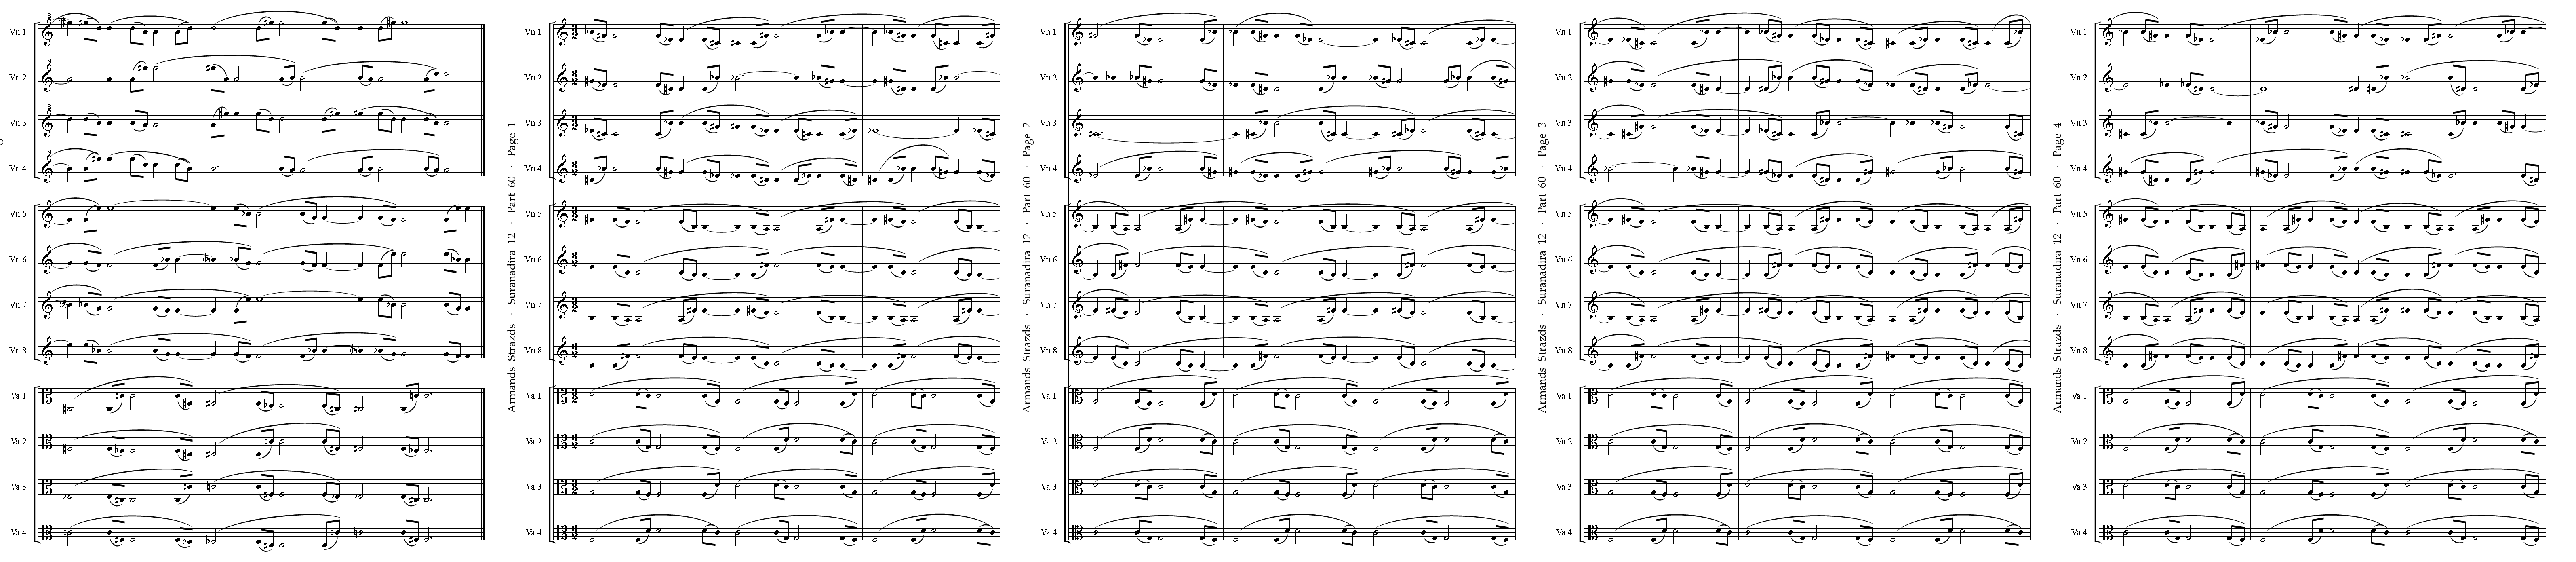 Vn 1
Vn 2
Vn 3
Vn 4
Vn 5
Vn 6
Vn 7
Vn 8
Va 1
Va 2
Va 3
Va 4
Armands Strazds · Suranadira 12 · Part 60 · Page 1
Vn 1
Vn 2
Vn 3
Vn 4
Vn 5
Vn 6
Vn 7
Vn 8
Va 1
Va 2
Va 3
Va 4
Armands Strazds · Suranadira 12 · Part 60 · Page 2
Vn 1
Vn 2
Vn 3
Vn 4
Vn 5
Vn 6
Vn 7
Vn 8
Va 1
Va 2
Va 3
Va 4
Armands Strazds · Suranadira 12 · Part 60 · Page 3
Vn 1
Vn 2
Vn 3
Vn 4
Vn 5
Vn 6
Vn 7
Vn 8
Va 1
Va 2
Va 3
Va 4
Armands Strazds · Suranadira 12 · Part 60 · Page 4
Vn 1
Vn 2
Vn 3
Vn 4
Vn 5
Vn 6
Vn 7
Vn 8
Va 1
Va 2
Va 3
Va 4